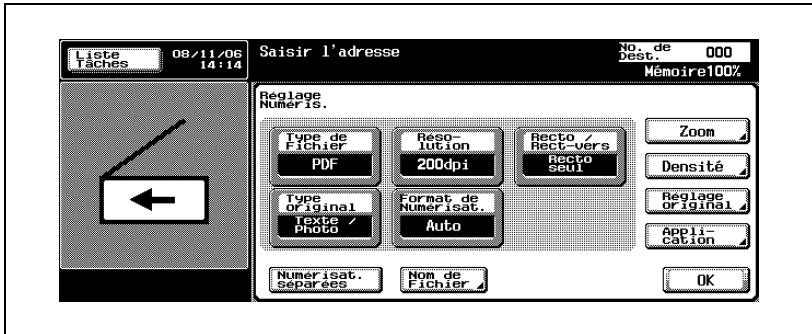 Liste
Tâches
08/11/06
14:14
Saisir l'adresse
No. de
Dest.
000
Mémoire100%
Réglage
Numéris.
Type de
Fichier
PDF
Réso-
lution
200dpi
Recto /
Rect-vers
Recto
seul
Zoom
Densité
Type
original
Texte /
Photo
Format de
Numérisat.
Auto
Réglage
original
Appli-
cation
Numérisat.
séparées
Nom de
Fichier
OK